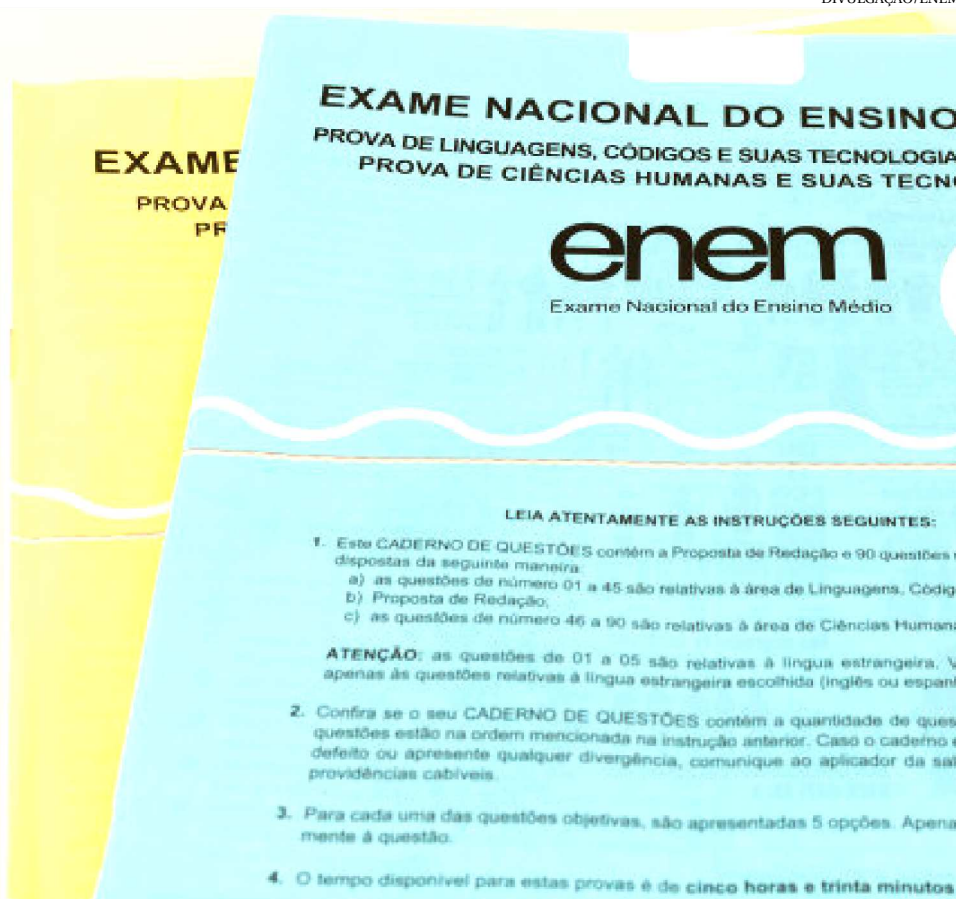 DIVULGAÇÃO/ENEM
EXAME
PROVA
PR
EXAME NACIONAL DO ENSINO
PROVA DE LINGUAGENS, CÓDIGOS E SUAS TECNOLOGIA
PROVA DE CIÊNCIAS HUMANAS E SUAS TECN
enem
Exame Nacional do Ensino Médio
LEIA ATENTAMENTE AS INSTRUÇÕES SEGUINTES:
1. Este CADERNO DE QUESTÕES contém a Proposta de Redação e 90 questões
dispostas da seguinte maneira:
a) as questões de número 01 a 45 são relativas à área de Linguagens, Códig
b) Proposta de Redação;
c) as questões de número 46 a 90 são relativas à área de Ciências Humana
ATENÇÃO: as questões de 01 a 05 são relativas à língua estrangeira. V
apenas às questões relativas à língua estrangeira escolhida (inglês ou espanh
2. Confira se o seu CADERNO DE QUESTÕES contém a quantidade de ques
questões estão na ordem mencionada na instrução anterior. Caso o caderno e
defeito ou apresente qualquer divergência, comunique ao aplicador da sal
providências cabíveis.
3. Para cada uma das questões objetivas, são apresentadas 5 opções. Apena
mente à questão.
4. O tempo disponível para estas provas é de cinco horas e trinta minutos